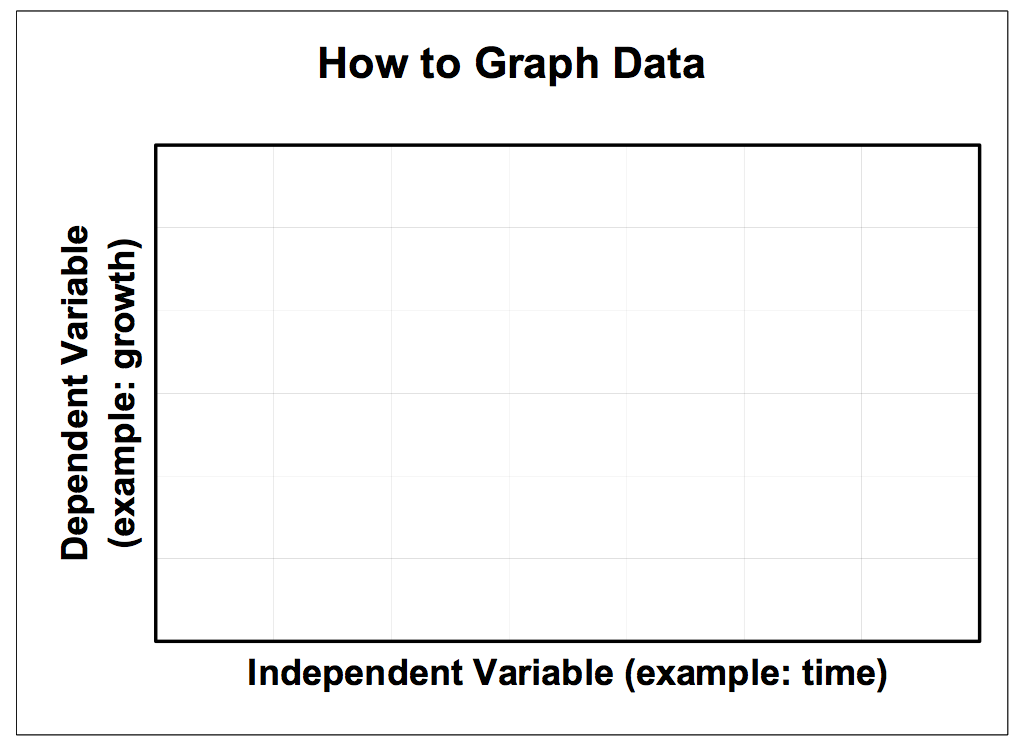 How to Graph Data
Dependent Variable
(example: growth)
Independent Variable (example: time)